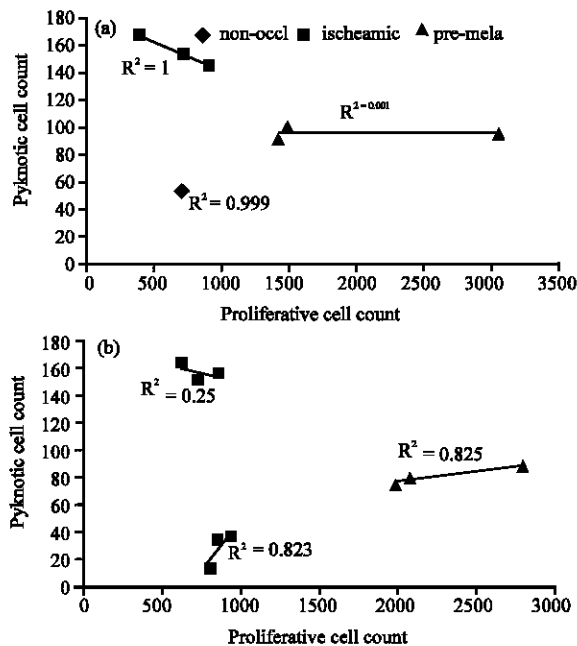 (a)
non-occl ischeamic pre-mela
180
160
140
120
100
80
60
40
20
0
Pyknotic cell count
R² = 1
R² = 0.001
R² = 0.999
0 500 1000 1500 2000 2500 3000 3500
Proliferative cell count
(b)
180
160
140
120
100
80
60
40
20
0
Pyknotic cell count
R² = 0.25
R² = 0.825
R² = 0.823
0 500 1000 1500 2000 2500 3000
Proliferative cell count